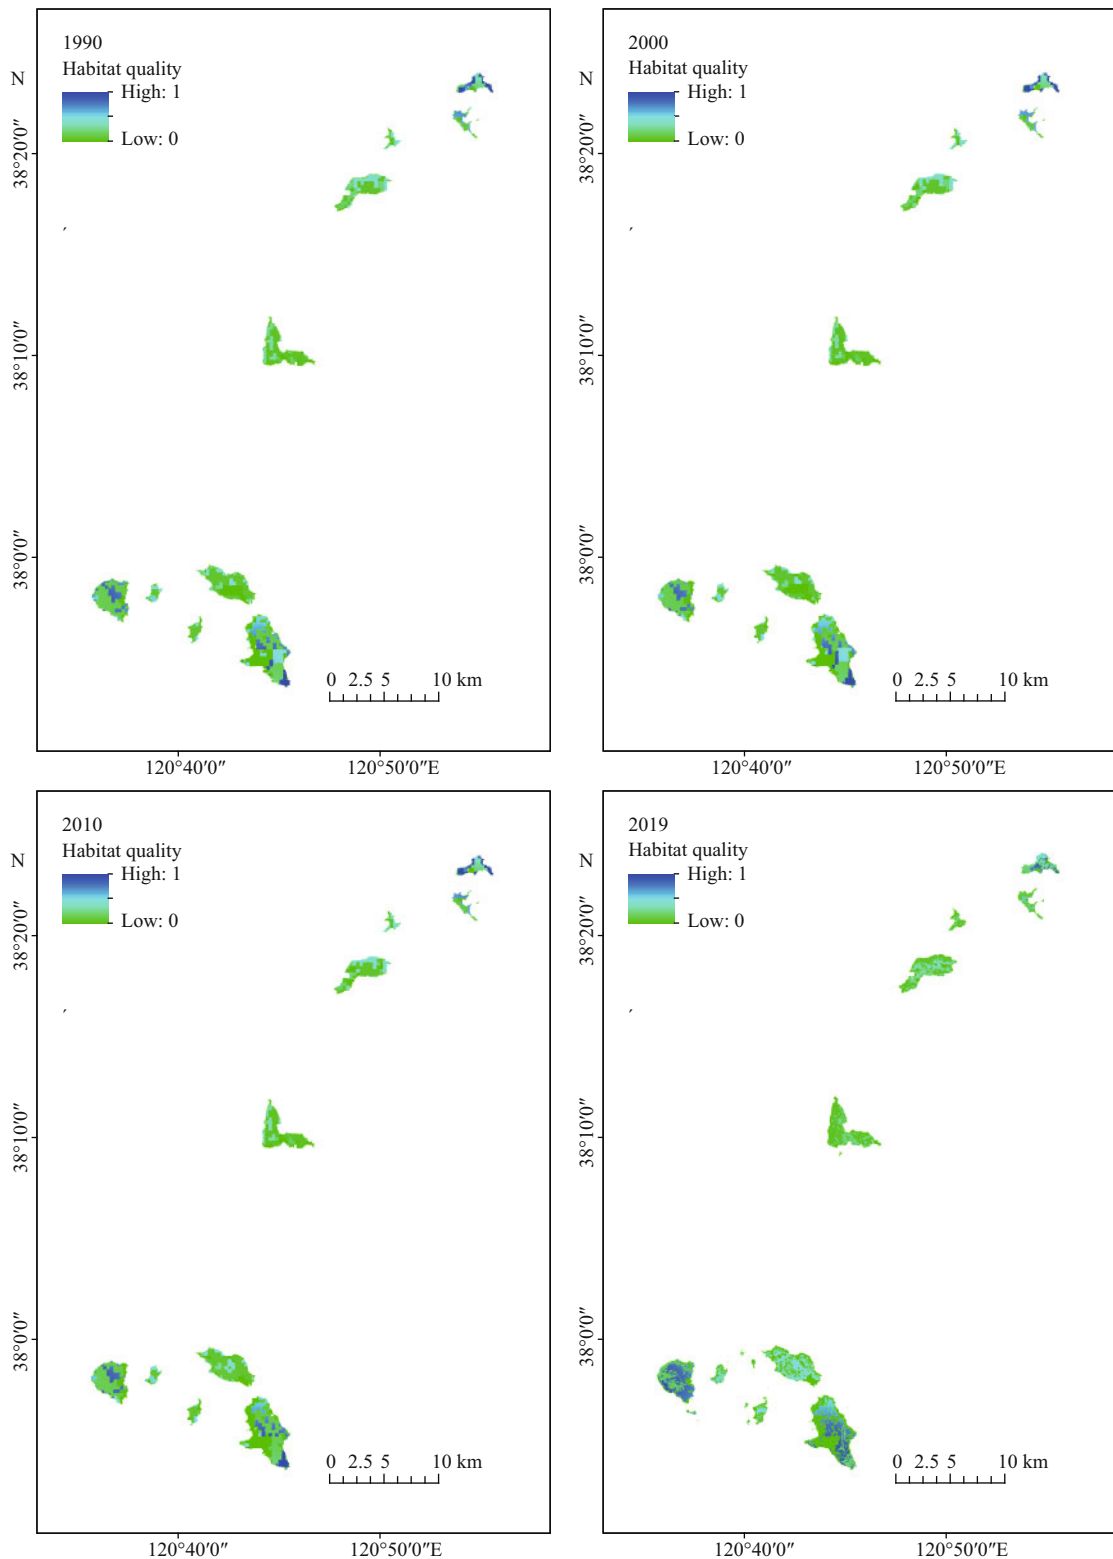 1990
Habitat quality
High: 1
Low: 0
N
38°20′0″
38°10′0″
38°0′0″
0 2.5 5 10 km
120°40′0″
120°50′0″E
2000
Habitat quality
High: 1
Low: 0
N
38°20′0″
38°10′0″
38°0′0″
0 2.5 5 10 km
120°40′0″
120°50′0″E
2010
Habitat quality
High: 1
Low: 0
N
38°20′0″
38°10′0″
38°0′0″
0 2.5 5 10 km
120°40′0″
120°50′0″E
2019
Habitat quality
High: 1
Low: 0
N
38°20′0″
38°10′0″
38°0′0″
0 2.5 5 10 km
120°40′0″
120°50′0″E